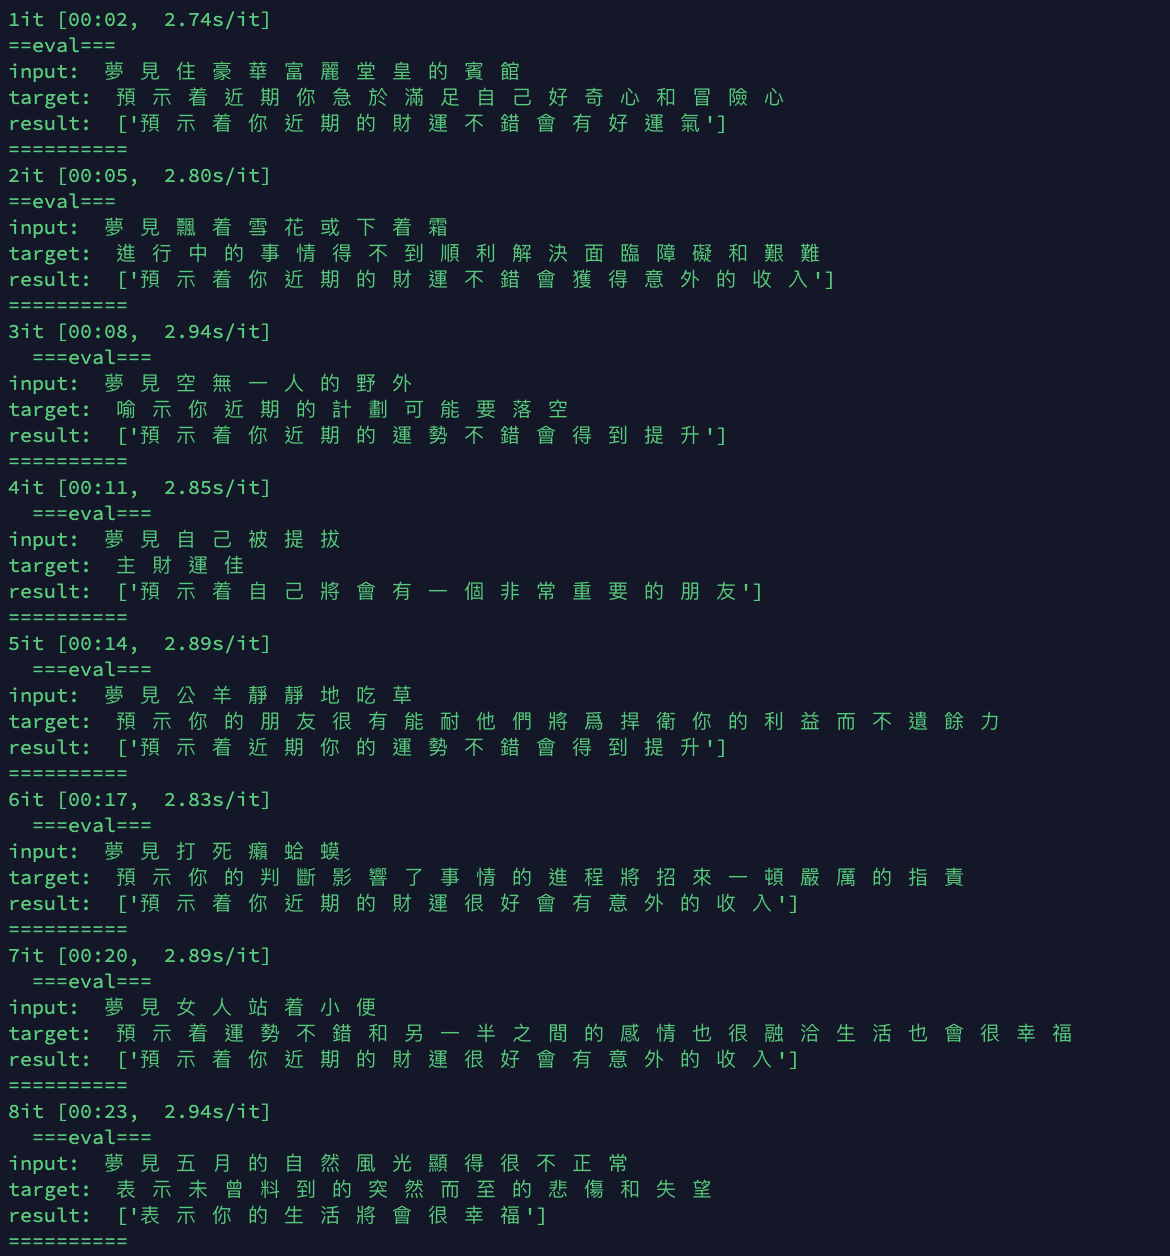 1it [00:02,  2.74s/it]
==eval===
input:  夢 見 住 豪 華 富 麗 堂 皇 的 賓 館
target:  預 示 着 近 期 你 急 於 滿 足 自 己 好 奇 心 和 冒 險 心
result:  ['預 示 着 你 近 期 的 財 運 不 錯 會 有 好 運 氣']
==========
2it [00:05,  2.80s/it]
==eval===
input:  夢 見 飄 着 雪 花 或 下 着 霜
target:  進 行 中 的 事 情 得 不 到 順 利 解 決 面 臨 障 礙 和 艱 難
result:  ['預 示 着 你 近 期 的 財 運 不 錯 會 獲 得 意 外 的 收 入']
==========
3it [00:08,  2.94s/it]
  ===eval===
input:  夢 見 空 無 一 人 的 野 外
target:  喻 示 你 近 期 的 計 劃 可 能 要 落 空
result:  ['預 示 着 你 近 期 的 運 勢 不 錯 會 得 到 提 升']
==========
4it [00:11,  2.85s/it]
  ===eval===
input:  夢 見 自 己 被 提 拔
target:  主 財 運 佳
result:  ['預 示 着 自 己 將 會 有 一 個 非 常 重 要 的 朋 友']
==========
5it [00:14,  2.89s/it]
  ===eval===
input:  夢 見 公 羊 靜 靜 地 吃 草
target:  預 示 你 的 朋 友 很 有 能 耐 他 們 將 爲 捍 衛 你 的 利 益 而 不 遺 餘 力
result:  ['預 示 着 近 期 你 的 運 勢 不 錯 會 得 到 提 升']
==========
6it [00:17,  2.83s/it]
  ===eval===
input:  夢 見 打 死 癩 蛤 蟆
target:  預 示 你 的 判 斷 影 響 了 事 情 的 進 程 將 招 來 一 頓 嚴 厲 的 指 責
result:  ['預 示 着 你 近 期 的 財 運 很 好 會 有 意 外 的 收 入']
==========
7it [00:20,  2.89s/it]
  ===eval===
input:  夢 見 女 人 站 着 小 便
target:  預 示 着 運 勢 不 錯 和 另 一 半 之 間 的 感 情 也 很 融 洽 生 活 也 會 很 幸 福
result:  ['預 示 着 你 近 期 的 財 運 很 好 會 有 意 外 的 收 入']
==========
8it [00:23,  2.94s/it]
  ===eval===
input:  夢 見 五 月 的 自 然 風 光 顯 得 很 不 正 常
target:  表 示 未 曾 料 到 的 突 然 而 至 的 悲 傷 和 失 望
result:  ['表 示 你 的 生 活 將 會 很 幸 福']
==========